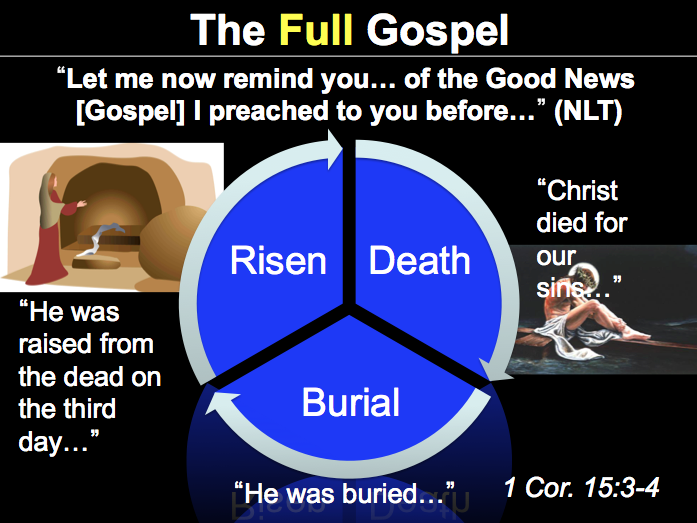 The Full Gospel
“Let me now remind you… of the Good News
[Gospel] I preached to you before…” (NLT)
Risen
Death
Burial
“Christ
died for
our
sins…”
“He was
raised from
the dead on
the third
day…”
“He was buried…”
1 Cor. 15:3-4